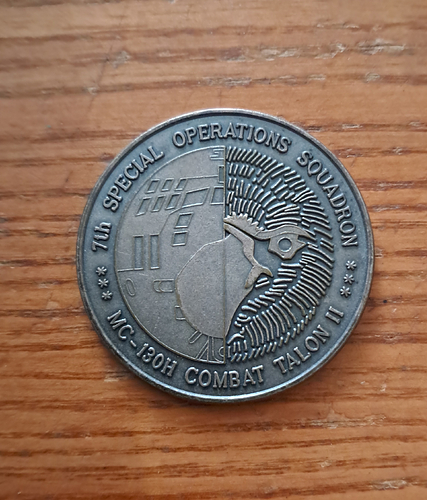 7th SPECIAL OPERATIONS SQUADRON
*** MC-130H COMBAT TALON II ***